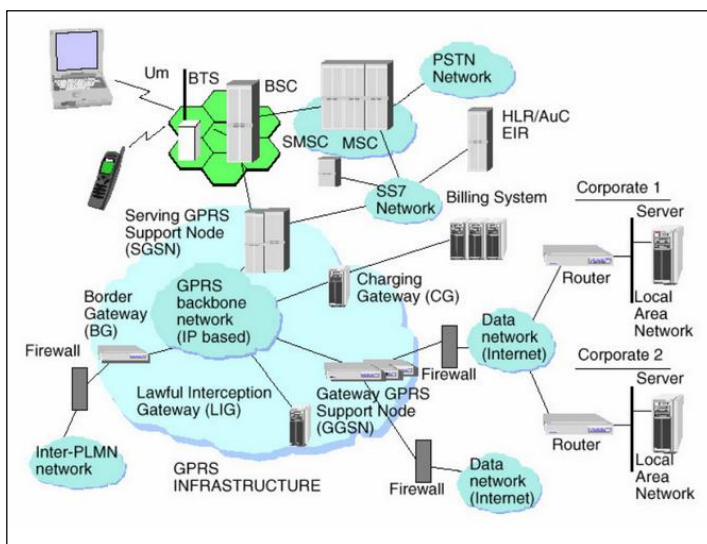 Um
BTS
BSC
PSTN
Network
HLR/AuC
EIR
SMSC
MSC
SS7
Network
Billing System
Corporate 1
Server
Serving GPRS
Support Node
(SGSN)
Router
Charging
Gateway (CG)
Local
Area
Network
GPRS
backbone
network
(IP based)
Border
Gateway
(BG)
Firewall
Data
network
(Internet)
Firewall
Corporate 2
Server
Lawful Interception
Gateway (LIG)
Gateway GPRS
Support Node
(GGSN)
Router
Local
Area
Network
Inter-PLMN
network
GPRS
INFRASTRUCTURE
Firewall
Data
network
(Internet)